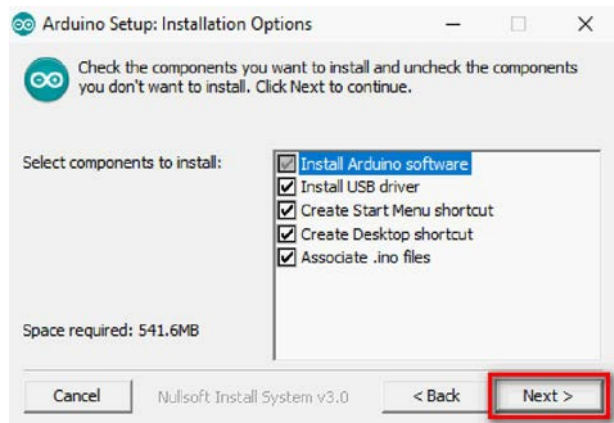 Arduino Setup: Installation Options
Check the components you want to install and uncheck the components
you don't want to install. Click Next to continue.
Select components to install:
Install Arduino software
Install USB driver
Create Start Menu shortcut
Create Desktop shortcut
Associate .ino files
Space required: 541.6MB
Cancel
Nullsoft Install System v3.0
< Back
Next >